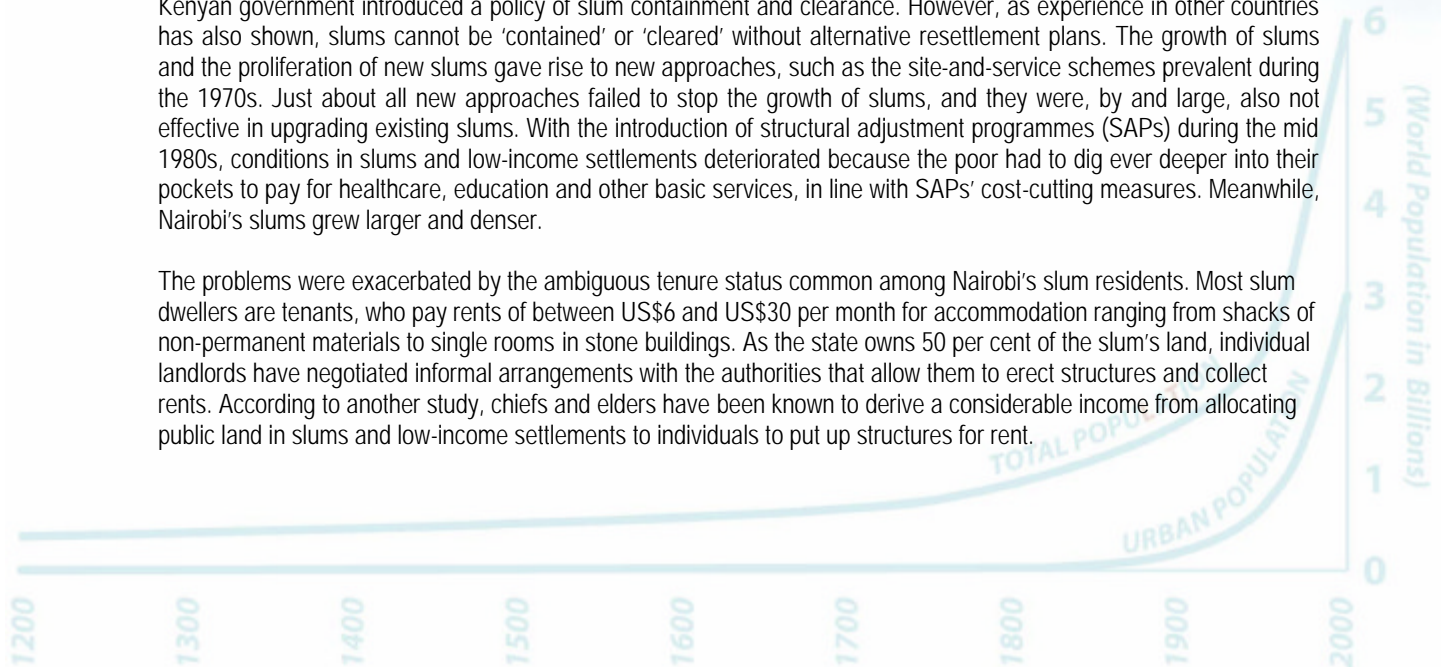 Kenyan government introduced a policy of slum containment and clearance. However, as experience in other countries
has also shown, slums cannot be ‘contained’ or ‘cleared’ without alternative resettlement plans. The growth of slums
and the proliferation of new slums gave rise to new approaches, such as the site-and-service schemes prevalent during
the 1970s. Just about all new approaches failed to stop the growth of slums, and they were, by and large, also not
effective in upgrading existing slums. With the introduction of structural adjustment programmes (SAPs) during the mid
1980s, conditions in slums and low-income settlements deteriorated because the poor had to dig ever deeper into their
pockets to pay for healthcare, education and other basic services, in line with SAPs’ cost-cutting measures. Meanwhile,
Nairobi’s slums grew larger and denser.
The problems were exacerbated by the ambiguous tenure status common among Nairobi’s slum residents. Most slum
dwellers are tenants, who pay rents of between US$6 and US$30 per month for accommodation ranging from shacks of
non-permanent materials to single rooms in stone buildings. As the state owns 50 per cent of the slum’s land, individual
landlords have negotiated informal arrangements with the authorities that allow them to erect structures and collect
rents. According to another study, chiefs and elders have been known to derive a considerable income from allocating
public land in slums and low-income settlements to individuals to put up structures for rent.
TOTAL POPULATION
URBAN POPULATION
6
5
4
3
2
1
0
(World Population in Billions)
1200
1300
1400
1500
1600
1700
1800
1900
2000